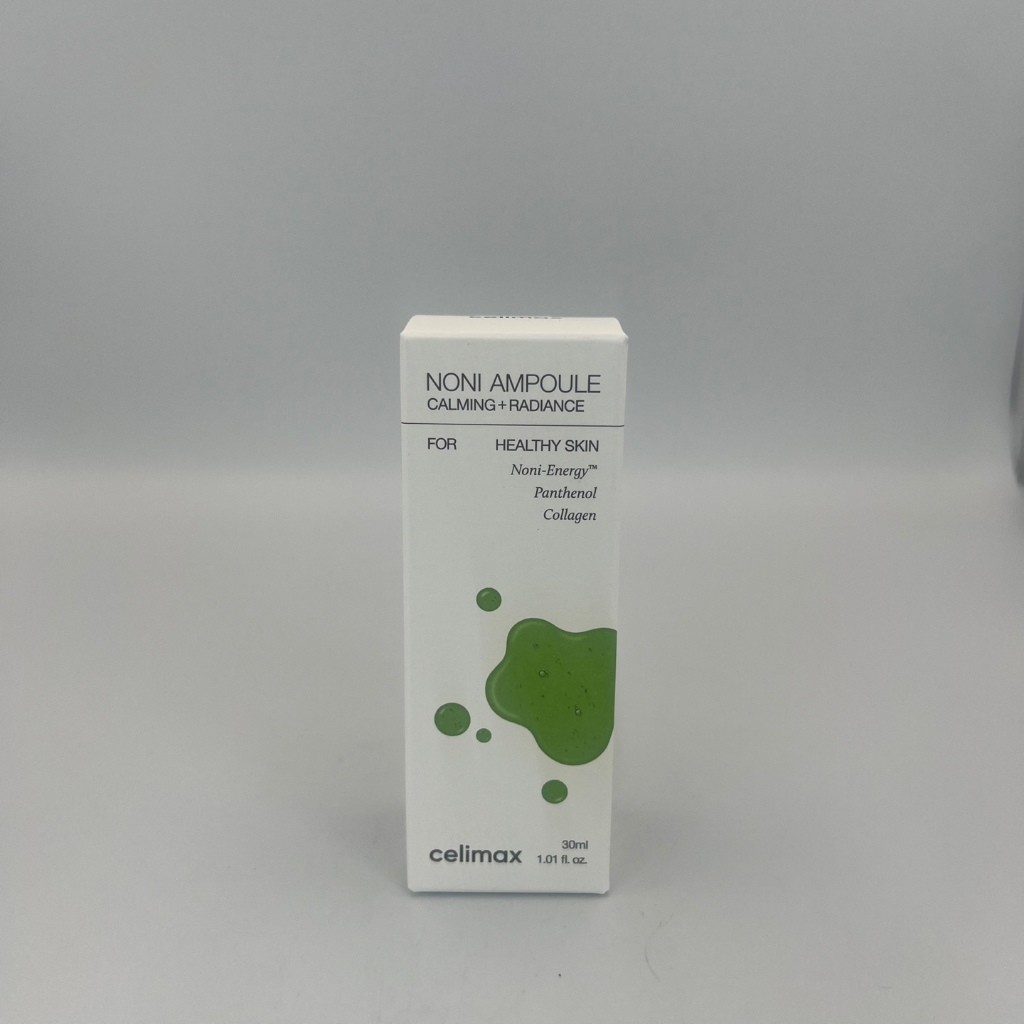 NONI AMPOULE
CALMING + RADIANCE
FOR HEALTHY SKIN
Noni-Energy™
Panthenol
Collagen
celimax
30ml
1.01 fl. oz.